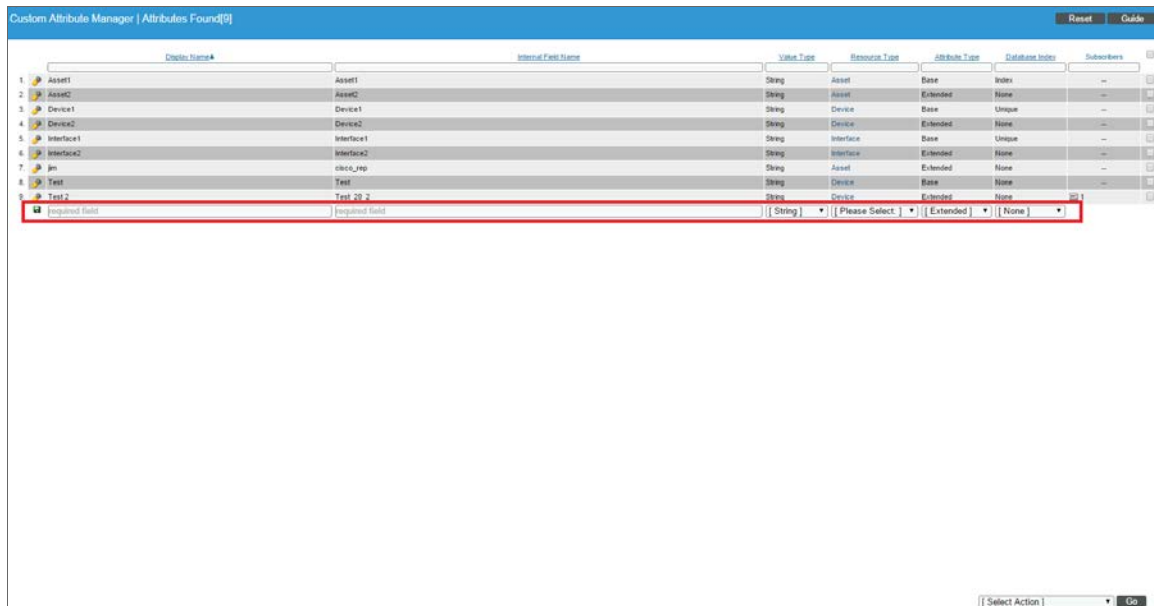 Custom Attribute Manager | Attributes Found[9] Reset Guide
Display Name Internal Field Name Value Type Resource Type Attribute Type Database Index Subscribers
1. Asset1 Asset1 String Asset Base Index --
2. Asset2 Asset2 String Asset Extended None --
3. Device1 Device1 String Device Base Unique --
4. Device2 Device2 String Device Extended None --
5. Interface1 Interface1 String Interface Base Unique --
6. Interface2 Interface2 String Interface Extended None --
7. jim cisco_rep String Asset Extended None --
8. Test Test String Device Base None --
9. Test 2 Test_20_2 String Device Extended None 1
required field required field [ String ] [ Please Select. ] [ Extended ] [ None ]
[ Select Action ] Go